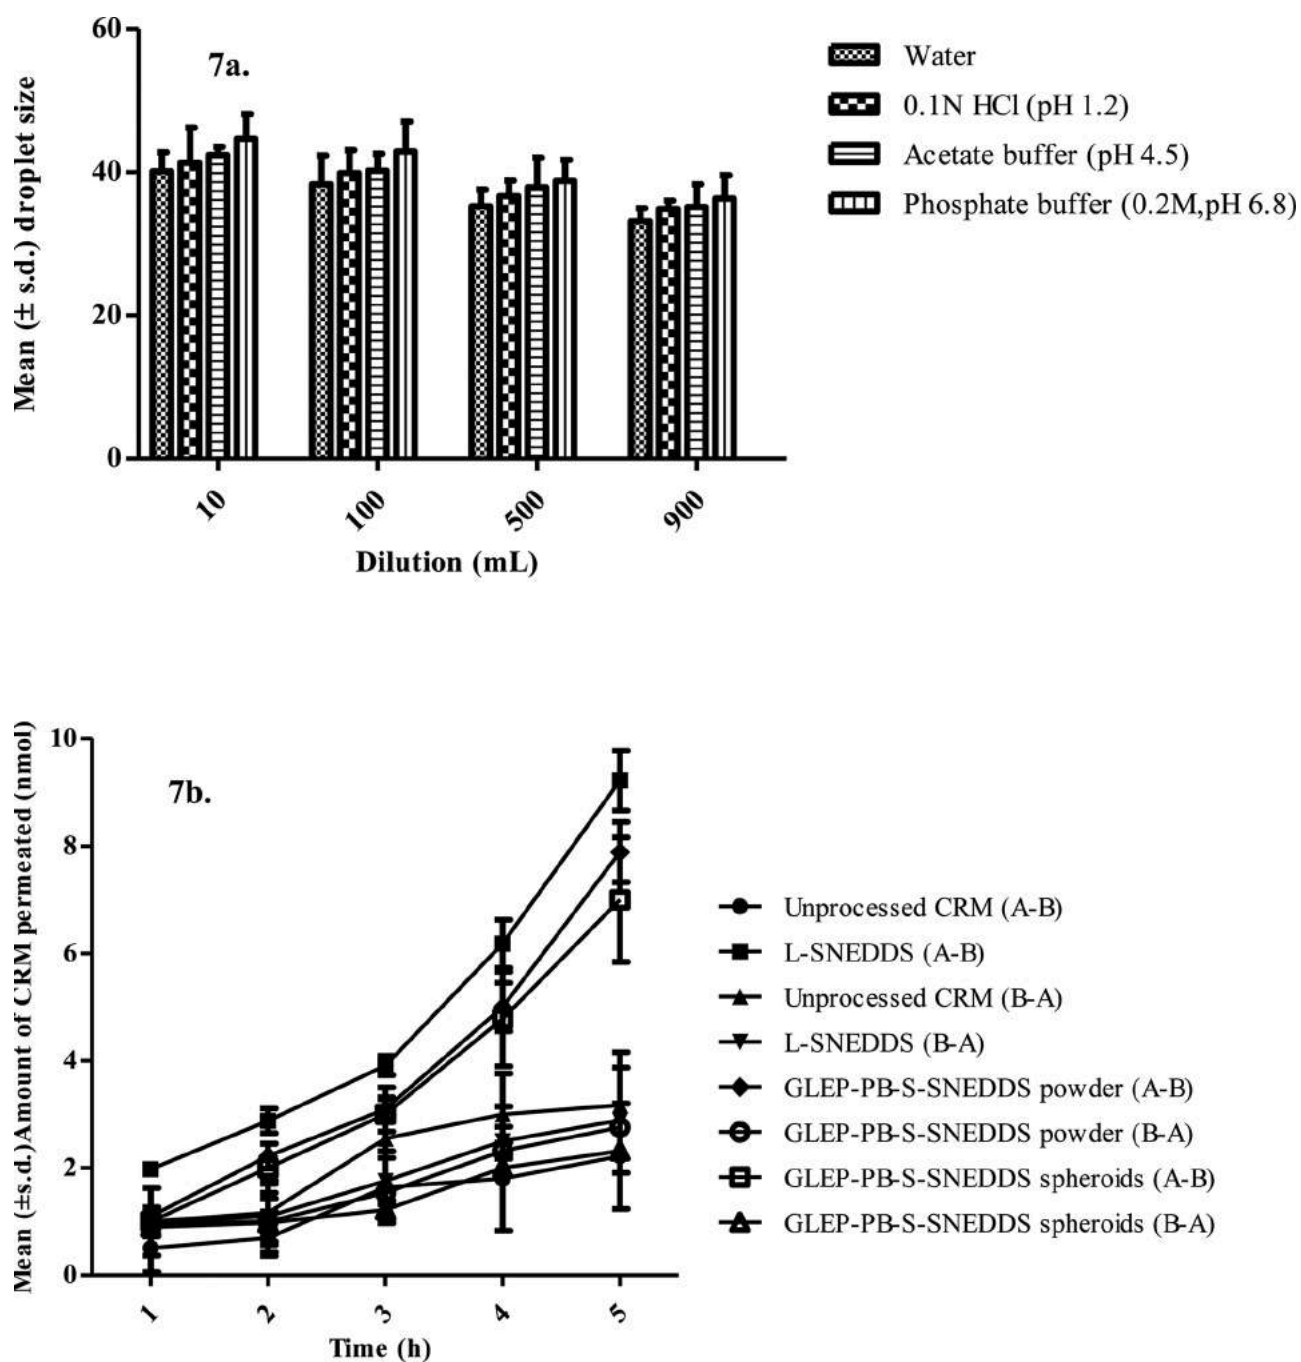 60
7a.
40
20
0
Mean (± s.d.) droplet size
10
100
500
900
Dilution (mL)
Water
0.1N HCl (pH 1.2)
Acetate buffer (pH 4.5)
Phosphate buffer (0.2M,pH 6.8)
10
7b.
8
6
4
2
0
Mean (±s.d.)Amount of CRM permeated (nmol)
1
2
3
4
5
Time (h)
Unprocessed CRM (A-B)
L-SNEDDS (A-B)
Unprocessed CRM (B-A)
L-SNEDDS (B-A)
GLEP-PB-S-SNEDDS powder (A-B)
GLEP-PB-S-SNEDDS powder (B-A)
GLEP-PB-S-SNEDDS spheroids (A-B)
GLEP-PB-S-SNEDDS spheroids (B-A)